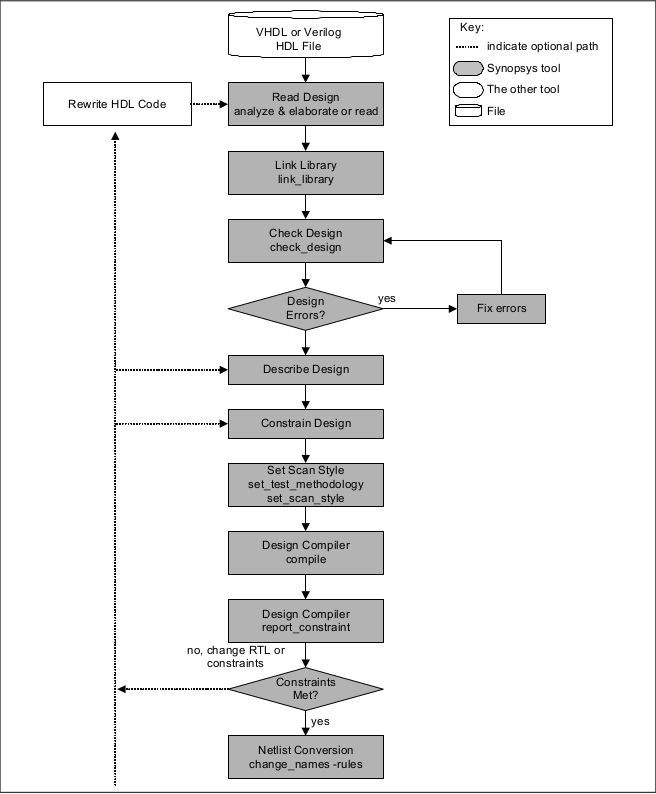 VHDL or Verilog
HDL File
Key:
indicate optional path
Synopsys tool
The other tool
File
Rewrite HDL Code
Read Design
analyze & elaborate or read
Link Library
link_library
Check Design
check_design
Design
Errors?
yes
Fix errors
Describe Design
Constrain Design
Set Scan Style
set_test_methodology
set_scan_style
Design Compiler
compile
Design Compiler
report_constraint
no, change RTL or
constraints
Constraints
Met?
yes
Netlist Conversion
change_names -rules